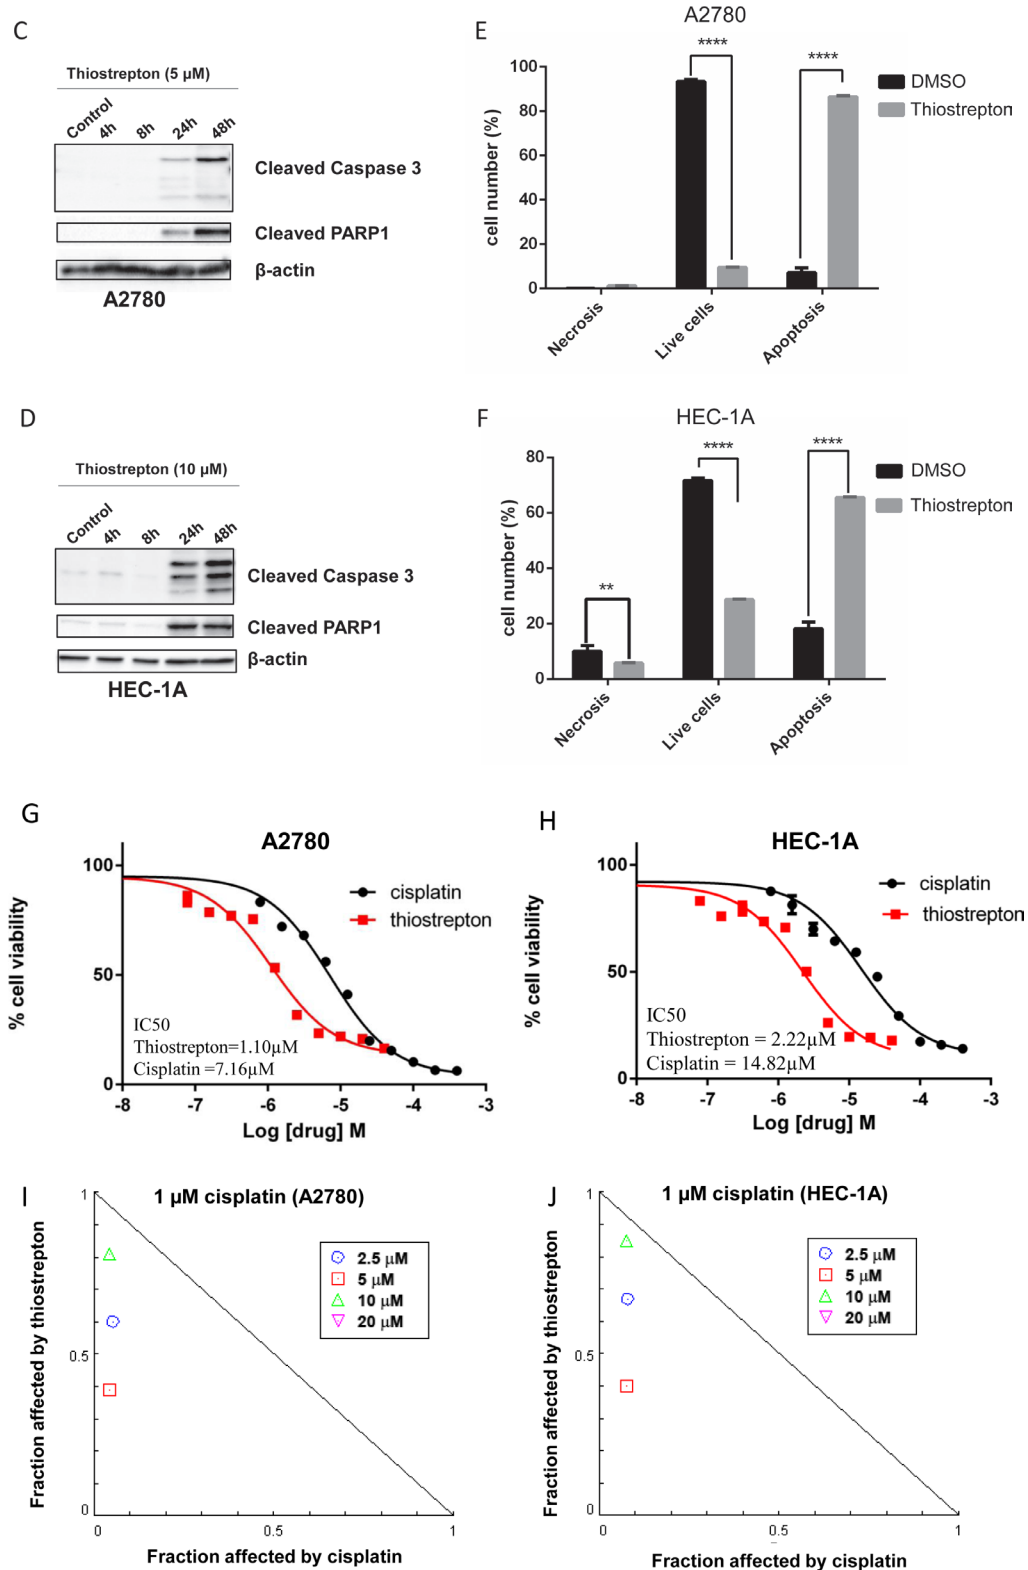 C
Thiostrepton (5 µM)
Control 4h 8h 24h 48h
Cleaved Caspase 3
Cleaved PARP1
β-actin
A2780
E
A2780
cell number (%)
100
80
60
40
20
0
****
****
DMSO
Thiostrepton
Necrosis
Live cells
Apoptosis
D
Thiostrepton (10 µM)
Control 4h 8h 24h 48h
Cleaved Caspase 3
Cleaved PARP1
β-actin
HEC-1A
F
HEC-1A
cell number (%)
80
60
40
20
0
**
****
****
DMSO
Thiostrepton
Necrosis
Live cells
Apoptosis
G
A2780
% cell viability
100
50
0
cisplatin
thiostrepton
IC50
Thiostrepton=1.10µM
Cisplatin =7.16µM
-8 -7 -6 -5 -4 -3
Log [drug] M
H
HEC-1A
% cell viability
100
50
0
cisplatin
thiostrepton
IC50
Thiostrepton = 2.22µM
Cisplatin = 14.82µM
-8 -7 -6 -5 -4 -3
Log [drug] M
I
1 µM cisplatin (A2780)
Fraction affected by thiostrepton
1
0.5
0
2.5 µM
5 µM
10 µM
20 µM
0 0.5 1
Fraction affected by cisplatin
J
1 µM cisplatin (HEC-1A)
Fraction affected by thiostrepton
1
0.5
0
2.5 µM
5 µM
10 µM
20 µM
0 0.5 1
Fraction affected by cisplatin